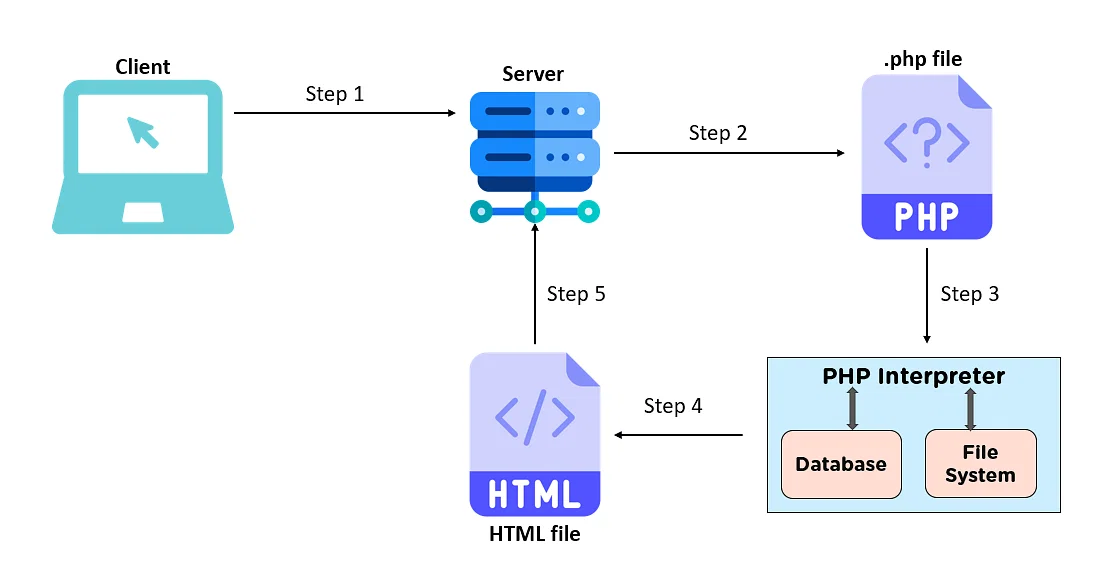 Client
Step 1
Server
Step 2
.php file
PHP
Step 3
PHP Interpreter
Database
File
System
Step 4
Step 5
HTML
HTML file